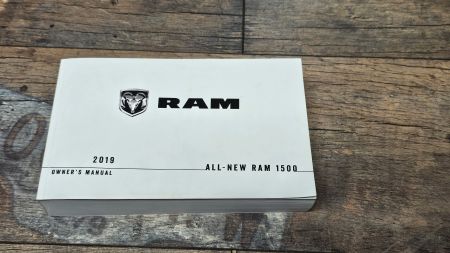 RAM
2019
OWNER'S MANUAL
ALL-NEW RAM 1500